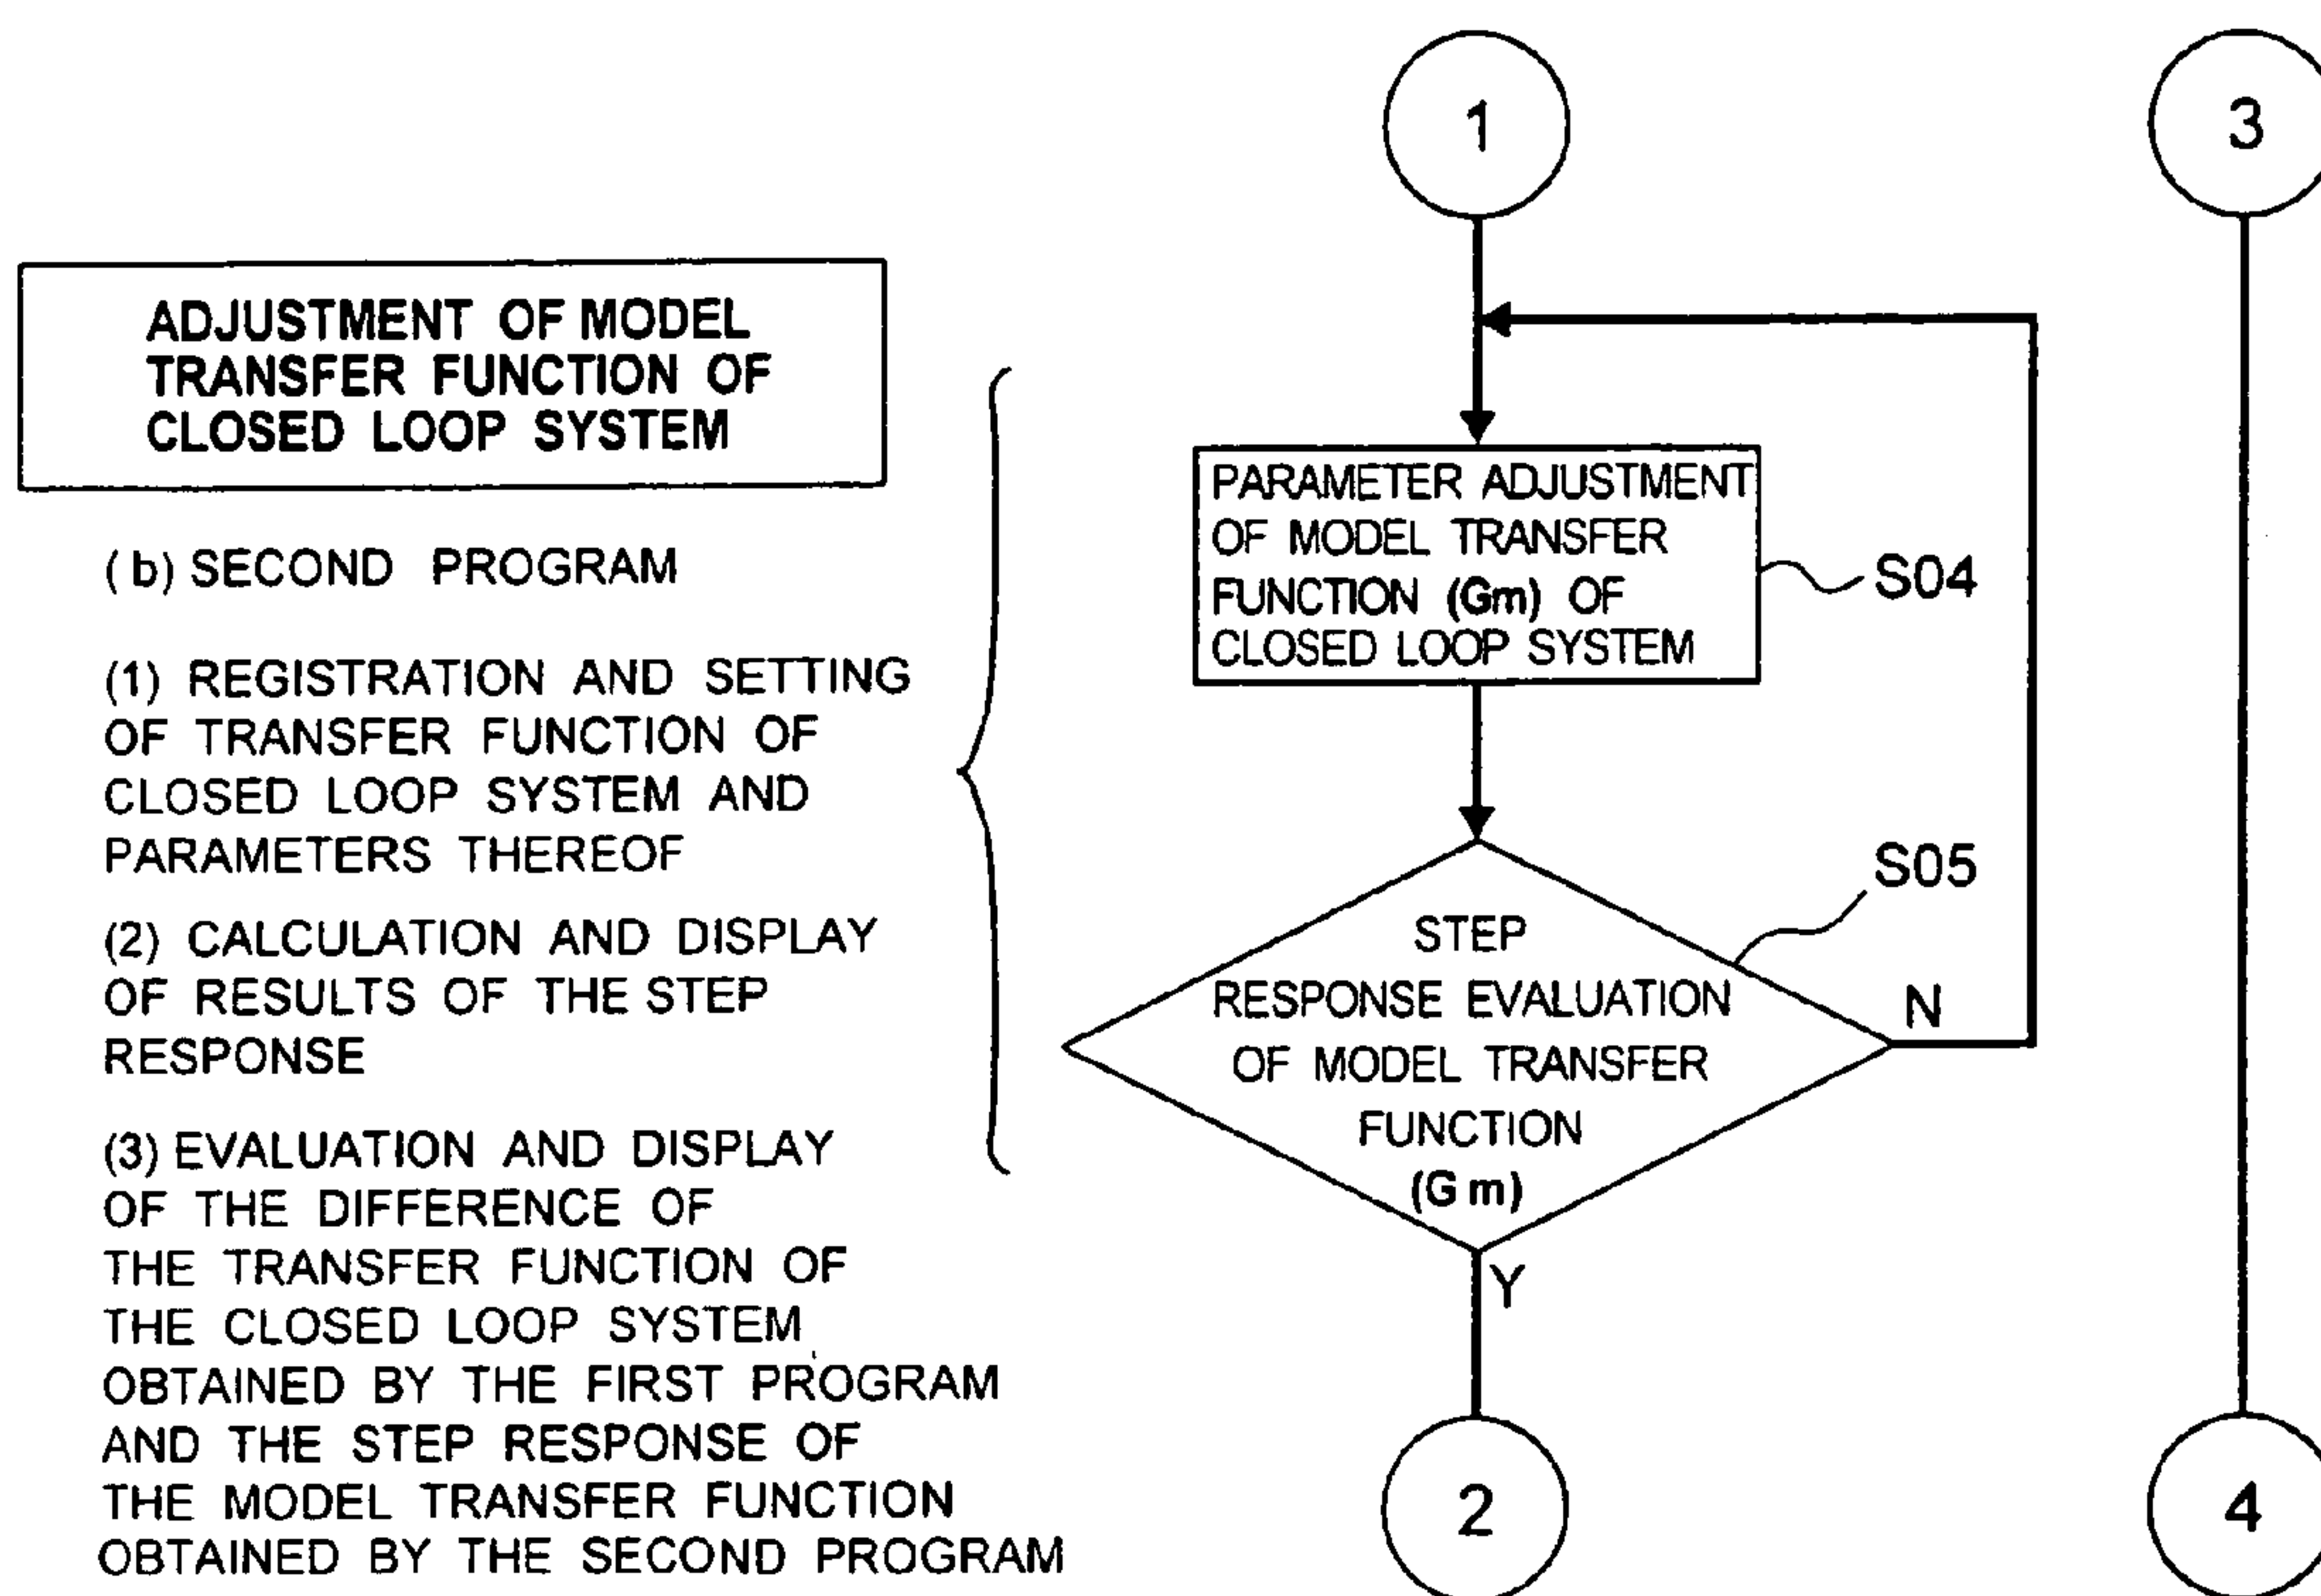 ADJUSTMENT OF MODEL
TRANSFER FUNCTION OF
CLOSED LOOP SYSTEM
(b) SECOND PROGRAM
(1) REGISTRATION AND SETTING
OF TRANSFER FUNCTION OF
CLOSED LOOP SYSTEM AND
PARAMETERS THEREOF
(2) CALCULATION AND DISPLAY
OF RESULTS OF THE STEP
RESPONSE
(3) EVALUATION AND DISPLAY
OF THE DIFFERENCE OF
THE TRANSFER FUNCTION OF
THE CLOSED LOOP SYSTEM
OBTAINED BY THE FIRST PROGRAM
AND THE STEP RESPONSE OF
THE MODEL TRANSFER FUNCTION
OBTAINED BY THE SECOND PROGRAM
1
PARAMETER ADJUSTMENT
OF MODEL TRANSFER
FUNCTION (Gm) OF
CLOSED LOOP SYSTEM
S04
S05
STEP
RESPONSE EVALUATION
OF MODEL TRANSFER
FUNCTION
(Gm)
N
Y
2
3
4